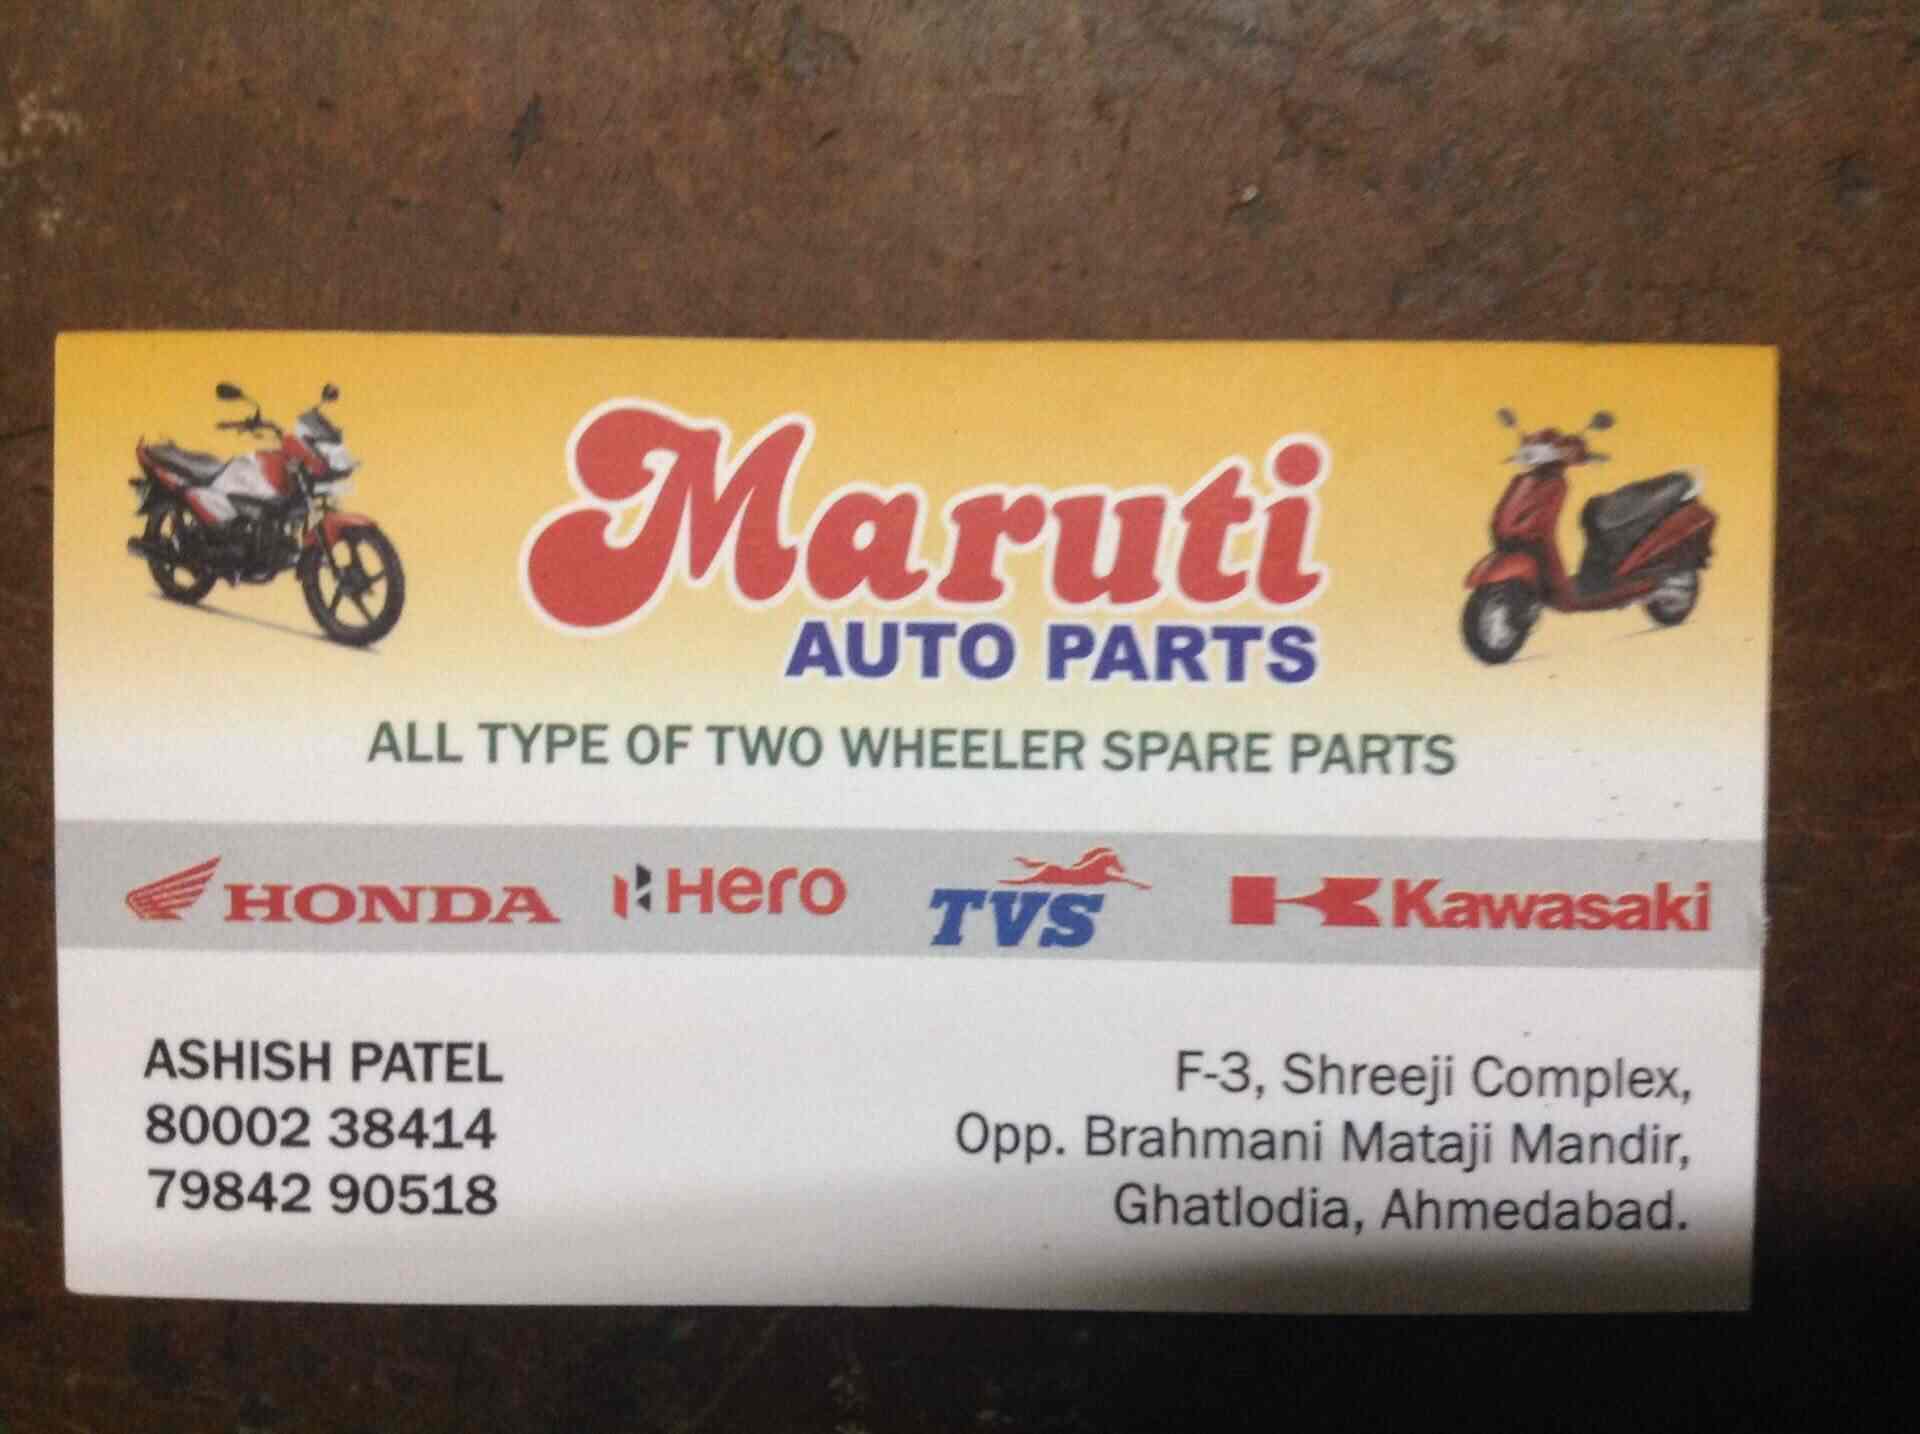 Maruti
AUTO PARTS
ALL TYPE OF TWO WHEELER SPARE PARTS
HONDA Hero TVS Kawasaki
ASHISH PATEL
80002 38414
79842 90518
F-3, Shreeji Complex,
Opp. Brahmani Mataji Mandir,
Ghatlodia, Ahmedabad.